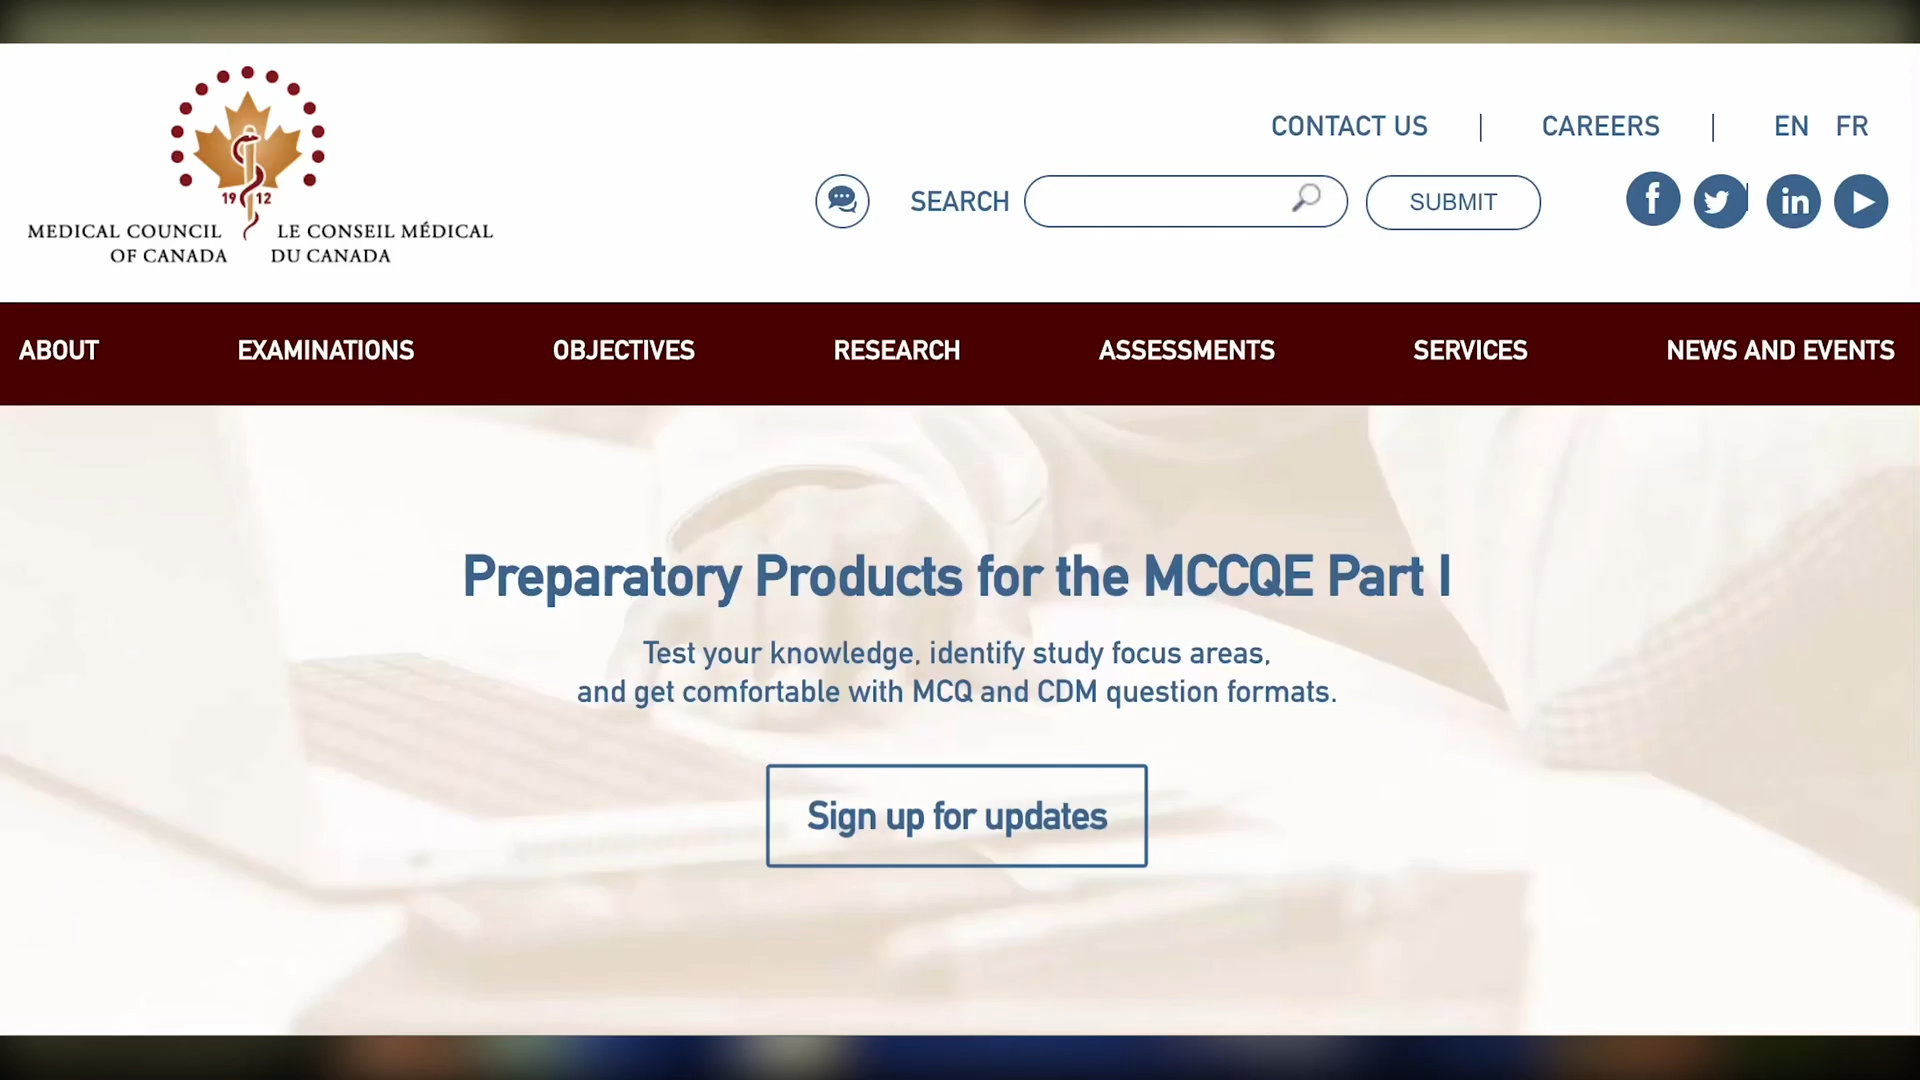 CONTACT US
CAREERS
EN FR
19 12
MEDICAL COUNCIL
OF CANADA
LE CONSEIL MÉDICAL
DU CANADA
SEARCH
SUBMIT
ABOUT
EXAMINATIONS
OBJECTIVES
RESEARCH
ASSESSMENTS
SERVICES
NEWS AND EVENTS
Preparatory Products for the MCCQE Part I
Test your knowledge, identify study focus areas,
and get comfortable with MCQ and CDM question formats.
Sign up for updates